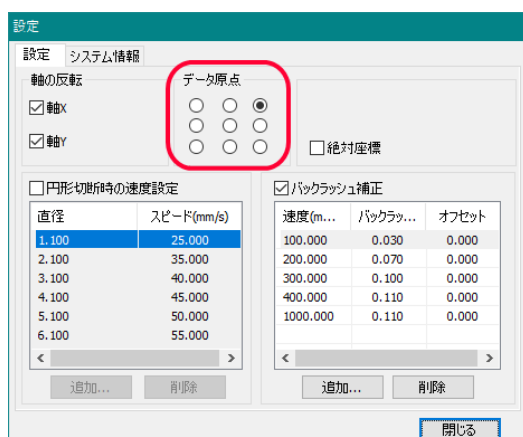 設定
設定 システム情報
軸の反転
データ原点
軸X
軸Y
絶対座標
円形切断時の速度設定
直径 スピード(mm/s)
1.100 25.000
2.100 35.000
3.100 40.000
4.100 45.000
5.100 50.000
6.100 55.000
追加... 削除
バックラッシュ補正
速度(m... バックラッ... オフセット
100.000 0.030 0.000
200.000 0.070 0.000
300.000 0.100 0.000
400.000 0.110 0.000
1000.000 0.110 0.000
追加... 削除
閉じる